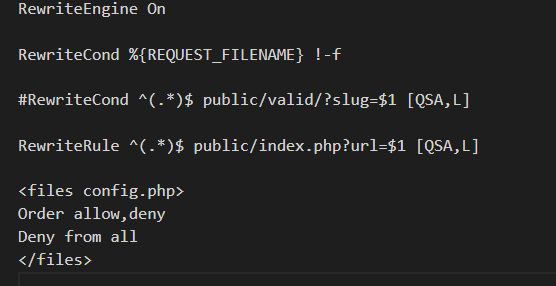 RewriteEngine On
RewriteCond %{REQUEST_FILENAME} !-f
#RewriteCond ^(.*)$ public/valid/?slug=$1 [QSA,L]
RewriteRule ^(.*)$ public/index.php?url=$1 [QSA,L]
<files config.php>
Order allow,deny
Deny from all
</files>